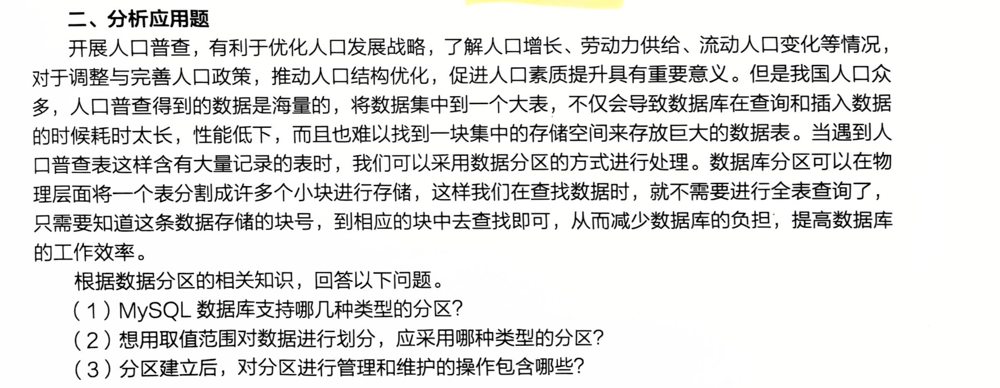 二、分析应用题
开展人口普查，有利于优化人口发展战略，了解人口增长、劳动力供给、流动人口变化等情况，
对于调整与完善人口政策，推动人口结构优化，促进人口素质提升具有重要意义。但是我国人口众
多，人口普查得到的数据是海量的，将数据集中到一个大表，不仅会导致数据库在查询和插入数据
的时候耗时太长，性能低下，而且也难以找到一块集中的存储空间来存放巨大的数据表。当遇到人
口普查表这样含有大量记录的表时，我们可以采用数据分区的方式进行处理。数据库分区可以在物
理层面将一个表分割成许多个小块进行存储，这样我们在查找数据时，就不需要进行全表查询了，
只需要知道这条数据存储的块号，到相应的块中去查找即可，从而减少数据库的负担，提高数据库
的工作效率。
根据数据分区的相关知识，回答以下问题。
（1）MySQL 数据库支持哪几种类型的分区？
（2）想用取值范围对数据进行划分，应采用哪种类型的分区？
（3）分区建立后，对分区进行管理和维护的操作包含哪些？